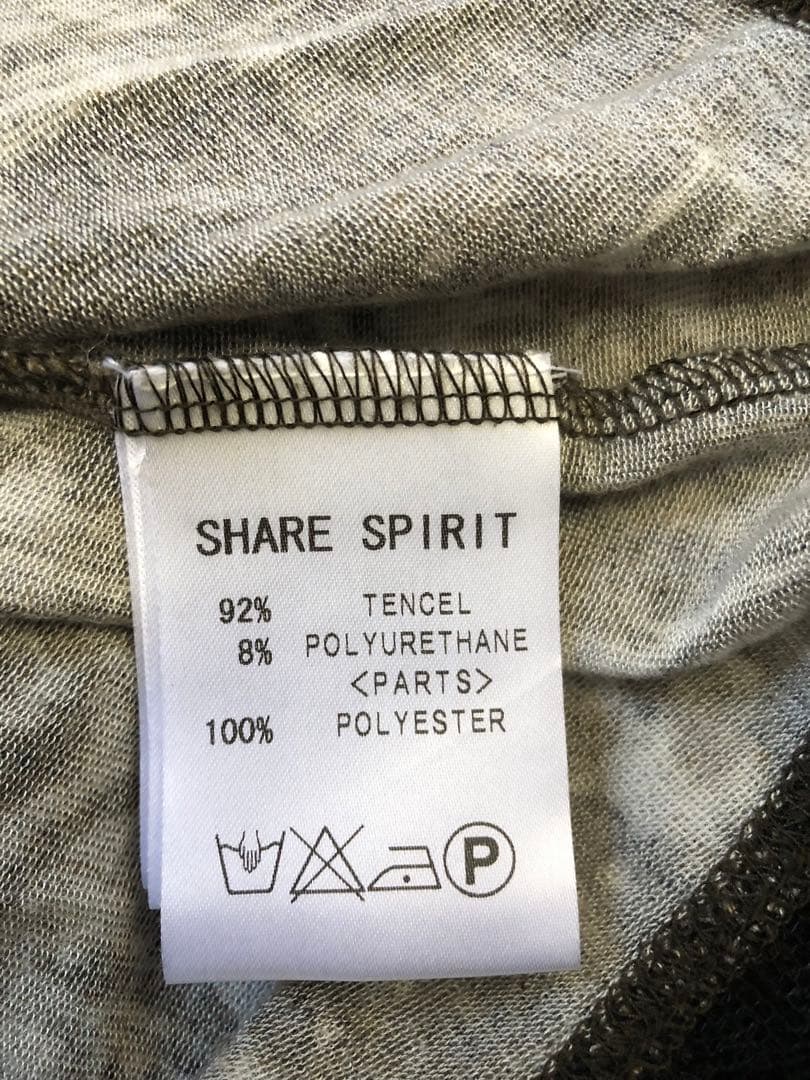 SHARE SPIRIT
92% TENCEL
8% POLYURETHANE
<PARTS>
100% POLYESTER
P